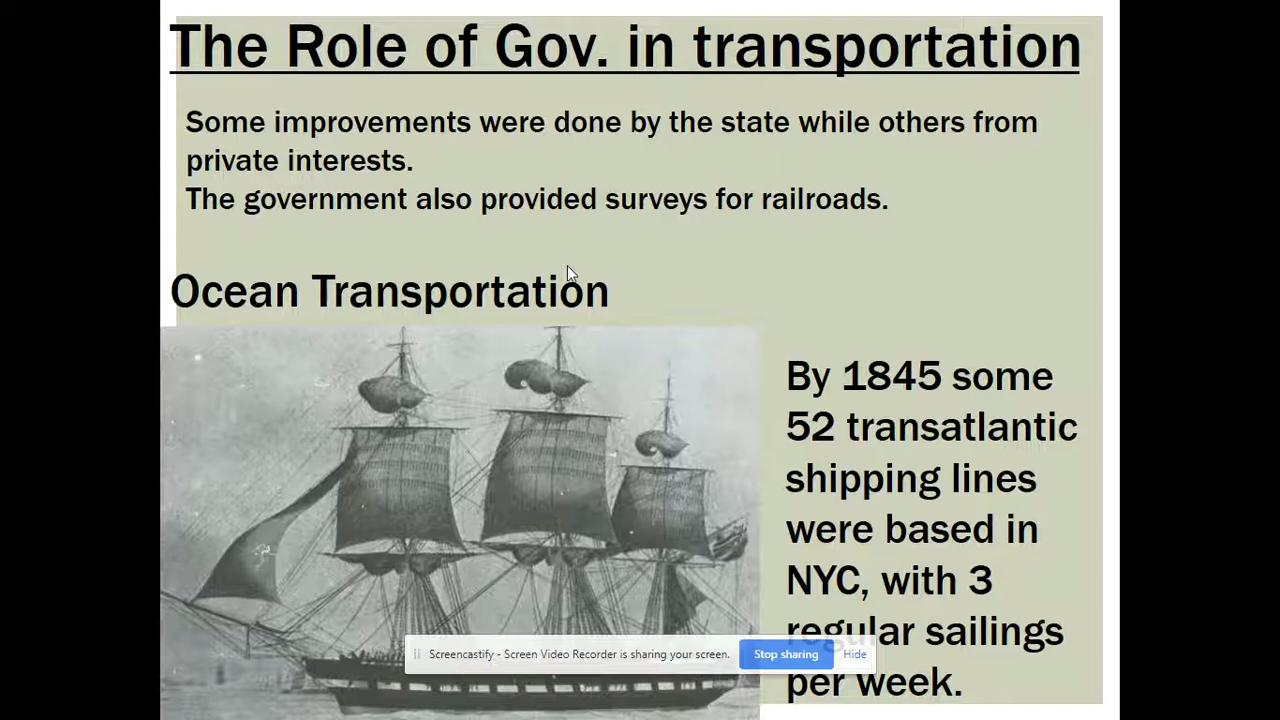 The Role of Gov. in transportation
Some improvements were done by the state while others from
private interests.
The government also provided surveys for railroads.
Ocean Transportation
By 1845 some
52 transatlantic
shipping lines
were based in
NYC, with 3
regular sailings
per week.
Screencastify - Screen Video Recorder is sharing your screen.
Stop sharing
Hide